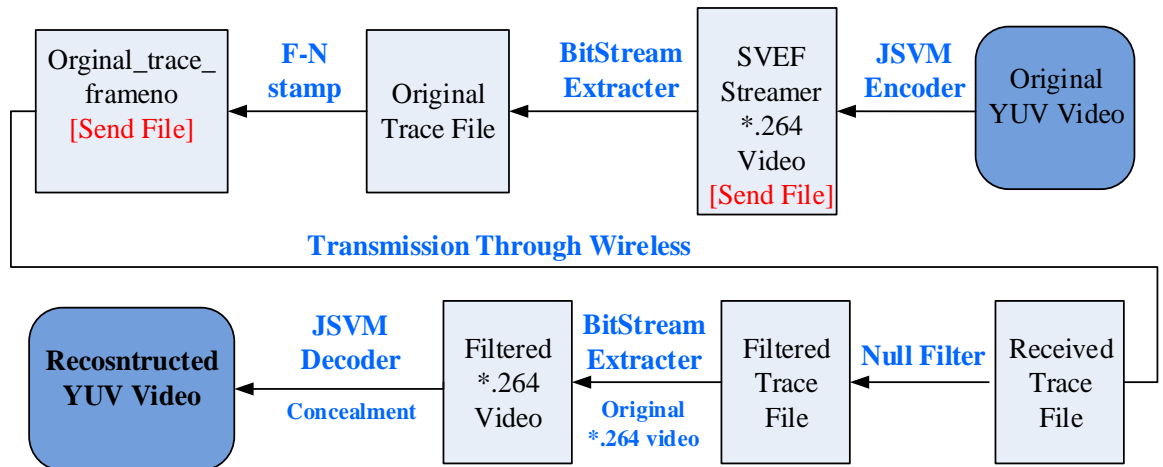 Orginal_trace_
frameno
[Send File]
F-N
stamp
Original
Trace File
BitStream
Extracter
SVEF
Streamer
*.264
Video
[Send File]
JSVM
Encoder
Original
YUV Video
Transmission Through Wireless
Recosntructed
YUV Video
JSVM
Decoder
Concealment
Filtered
*.264
Video
BitStream
Extracter
Original
*.264 video
Filtered
Trace
File
Null Filter
Received
Trace
File